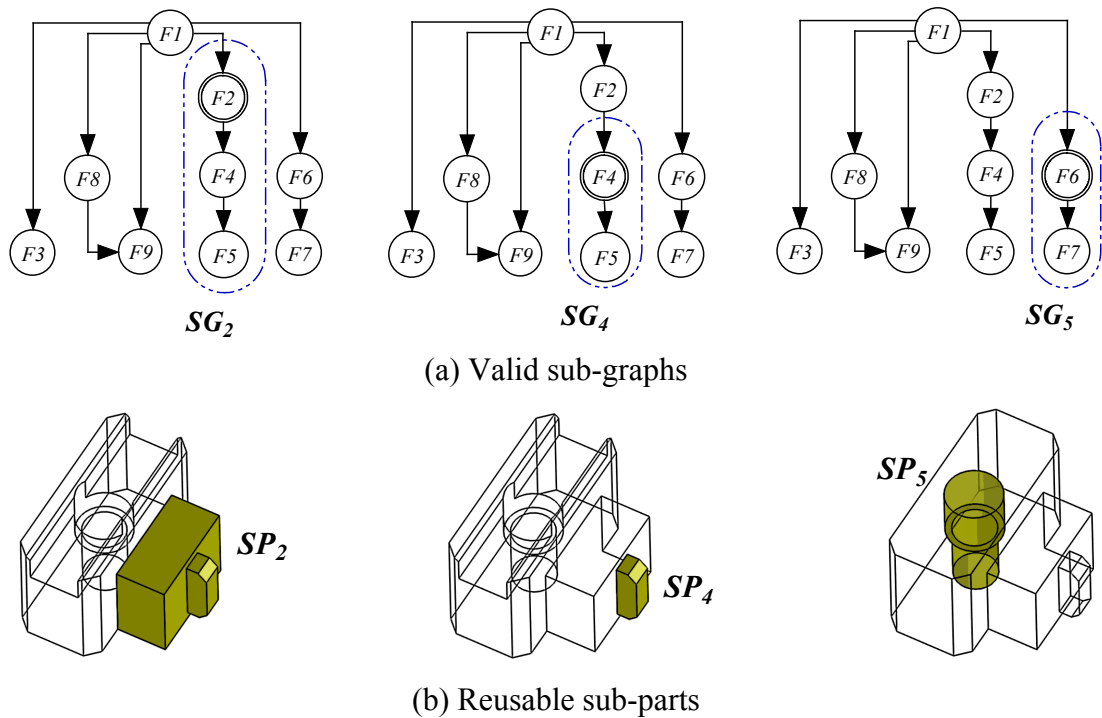 F1 F1 F1
F2 F2 F2
F8 F4 F6 F8 F4 F6 F8 F4 F6
F3 F9 F5 F7 F3 F9 F5 F7 F3 F9 F5 F7
SG2 SG4 SG5
(a) Valid sub-graphs
SP2 SP4 SP5
(b) Reusable sub-parts